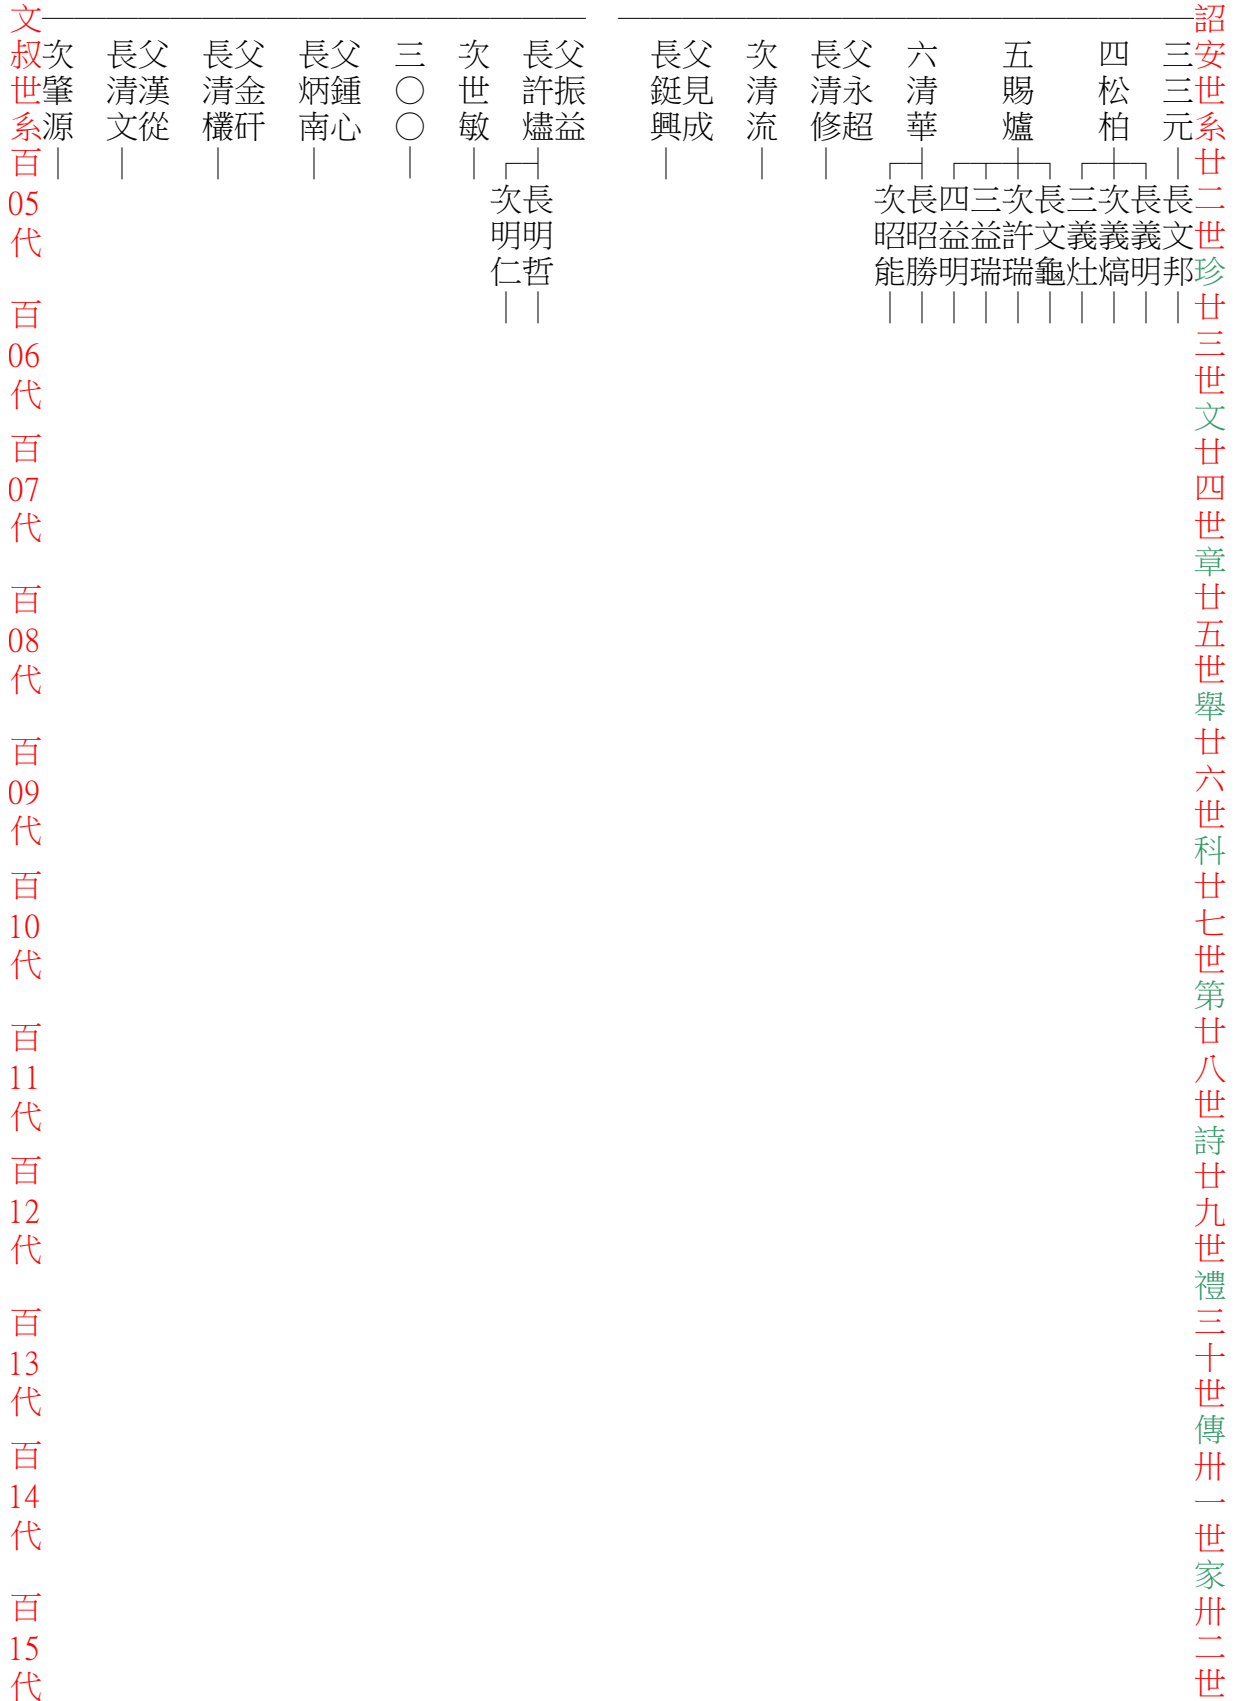 詔安世系廿二世珍廿三世文廿四世章廿五世舉廿六世科廿七世第廿八世詩廿九世禮三十世傳卅一世家卅二世
三三元
長文邦
四松柏
長義明
次義熇
三義灶
五賜爐
長文龜
次許瑞
三益瑞
四益明
六清華
長昭勝
次昭能
父永超
長清修
次清流
父見成
長鋌興
父振益
長許燼
長明哲
次明仁
次世敏
三〇〇
父鍾心
長炳南
父金矸
長清欉
父漢從
長清文
次肇源
文叔世系百05代 百06代 百07代 百08代 百09代 百10代 百11代 百12代 百13代 百14代 百15代